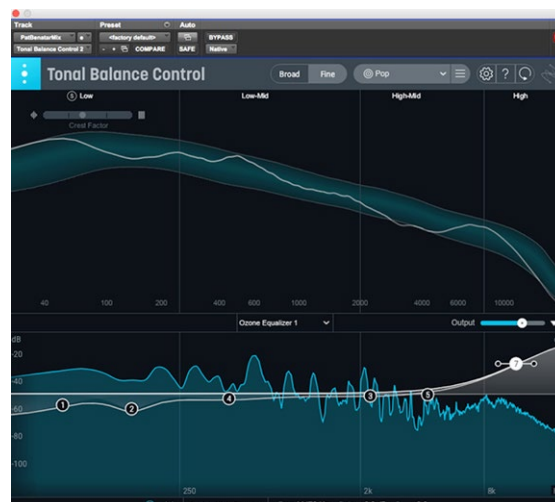 Track Preset Auto
PatBenatarMix <factory default> BYPASS
Tonal Balance Control 2 - + COMPARE SAFE Native
Tonal Balance Control Broad Fine Pop ?
S Low Low-Mid High-Mid High
Crest Factor
40 100 200 400 600 1000 2000 4000 6000 10000
Ozone Equalizer 1 Output
dB
-20
-40
-60
-80
-100
1 2 4 3 5 7
250 2k 8k